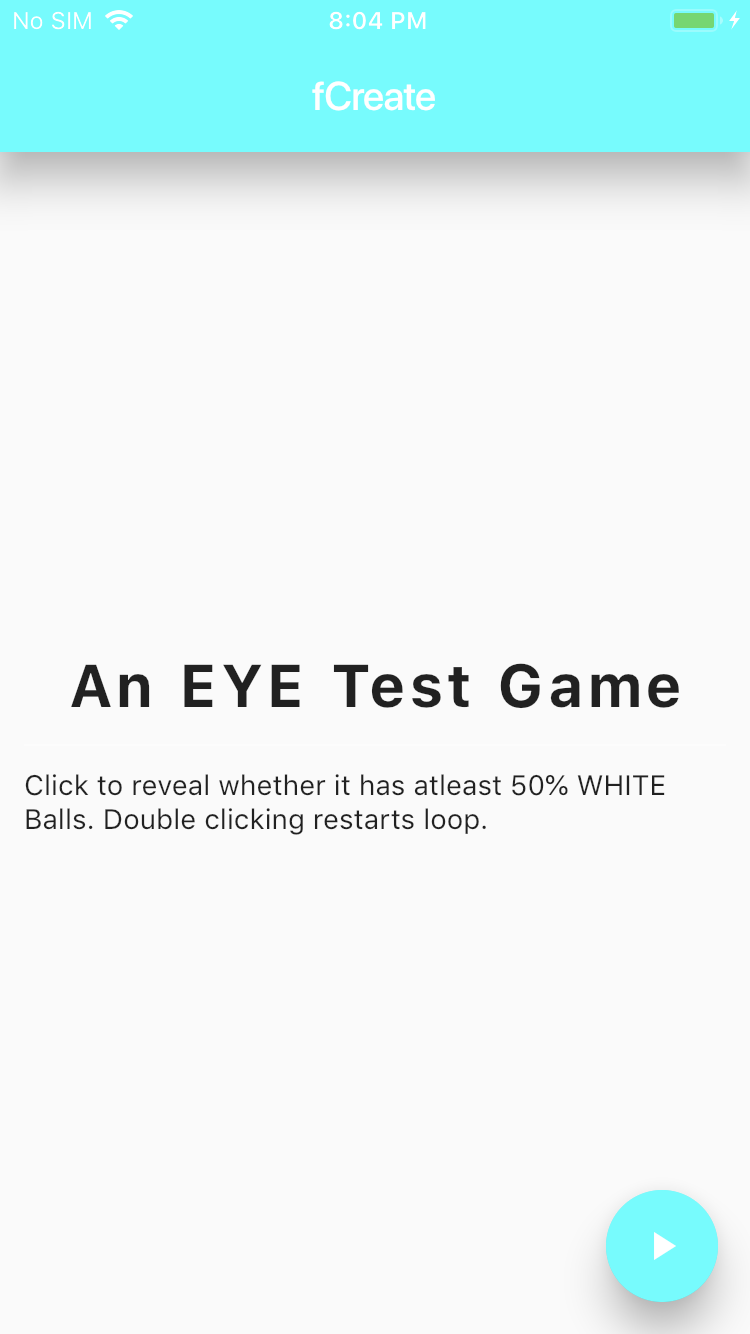 No SIM 8:04 PM
fCreate
An EYE Test Game
Click to reveal whether it has atleast 50% WHITE
Balls. Double clicking restarts loop.